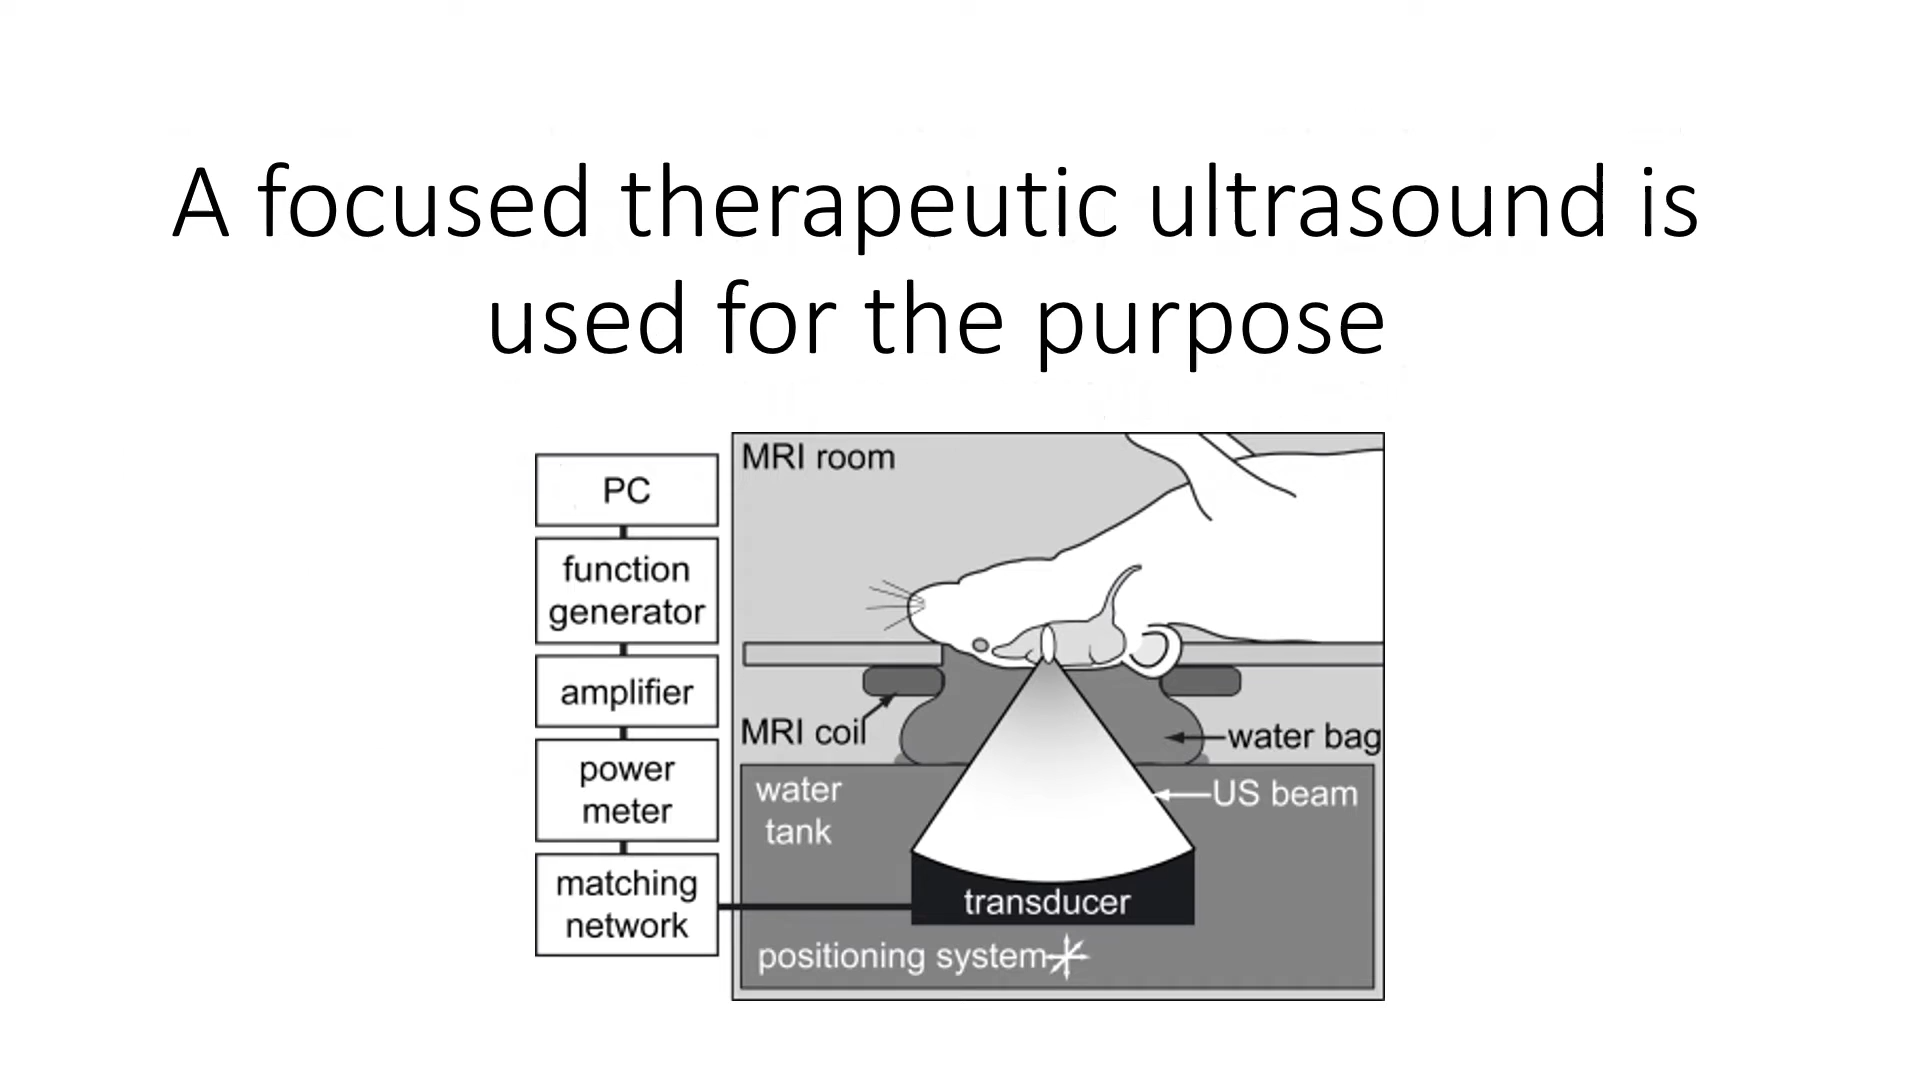 A focused therapeutic ultrasound is
used for the purpose
PC
function
generator
amplifier
power
meter
matching
network
MRI room
MRI coil
water bag
water
tank
US beam
transducer
positioning system